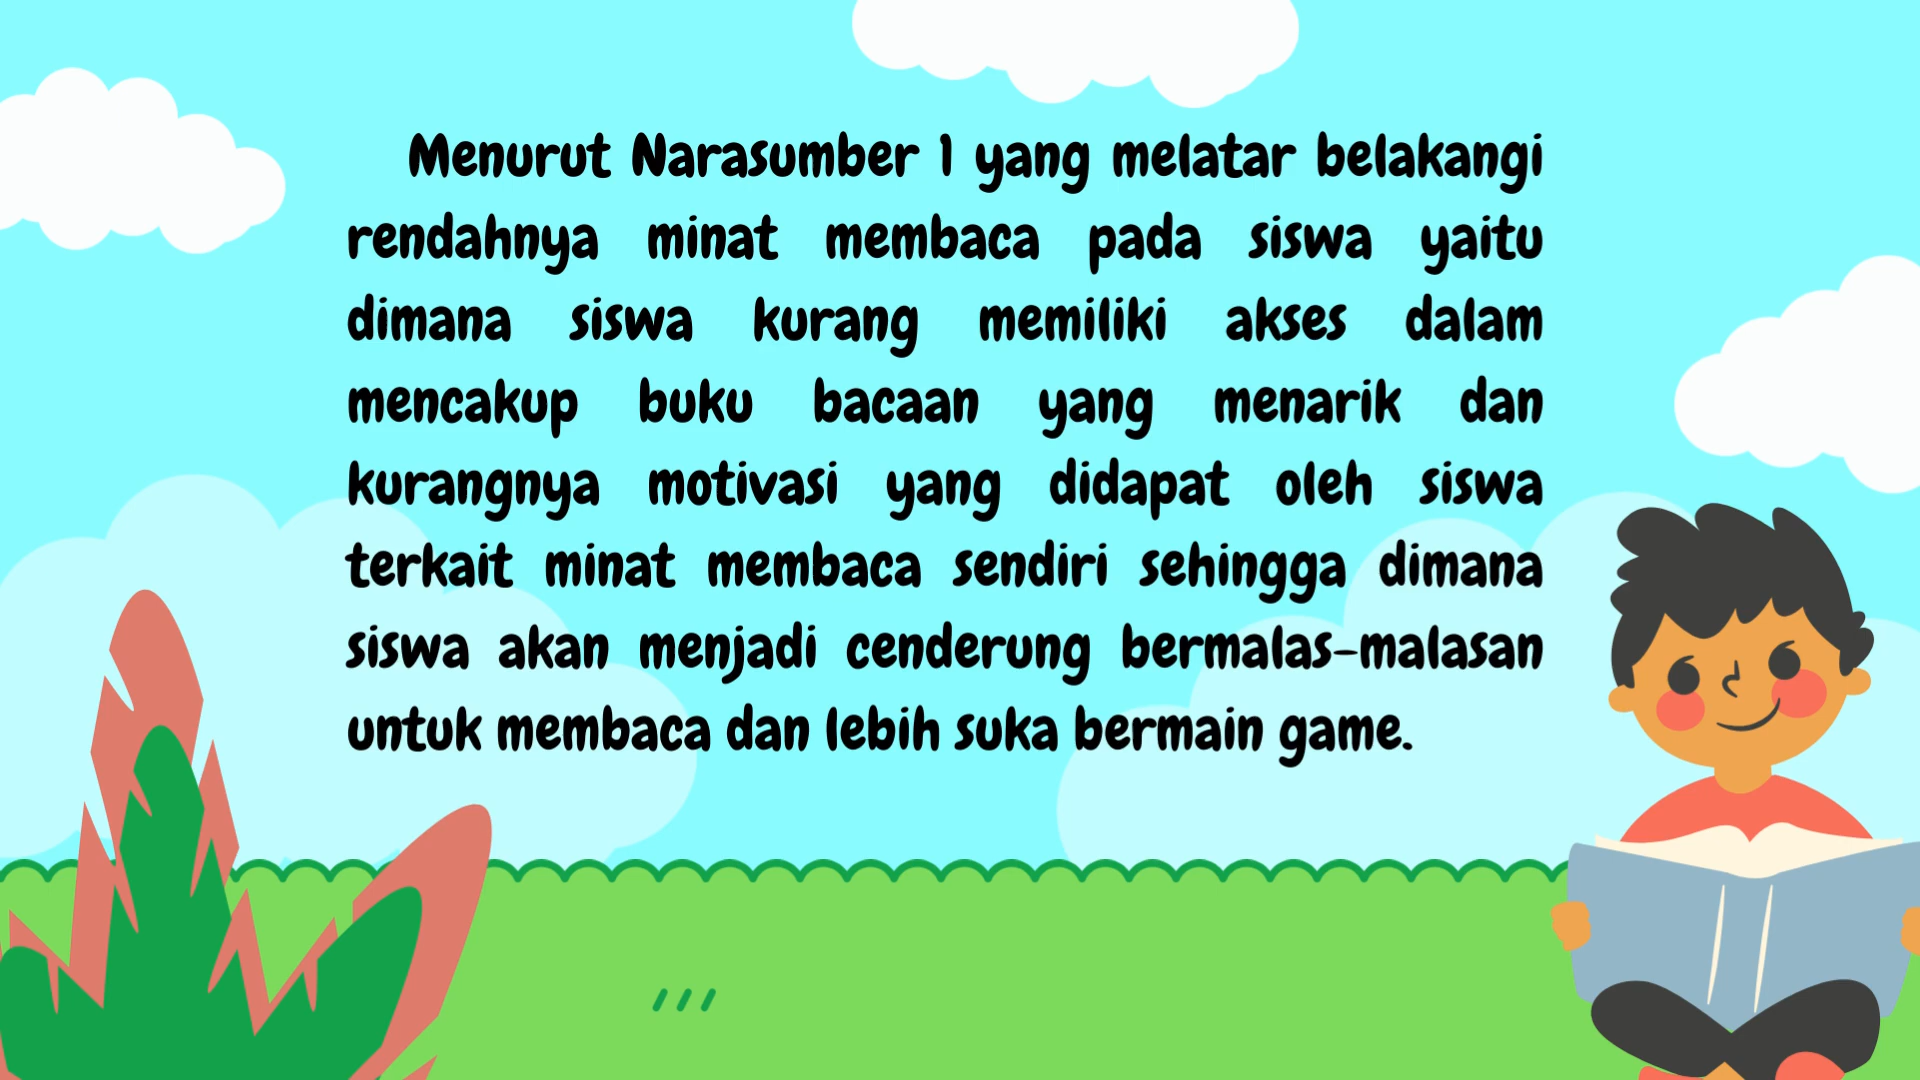 Menurut Narasumber 1 yang melatar belakangi
rendahnya minat membaca pada siswa yaitu
dimana siswa kurang memiliki akses dalam
mencakup buku bacaan yang menarik dan
kurangnya motivasi yang didapat oleh siswa
terkait minat membaca sendiri sehingga dimana
siswa akan menjadi cenderung bermalas-malasan
untuk membaca dan lebih suka bermain game.